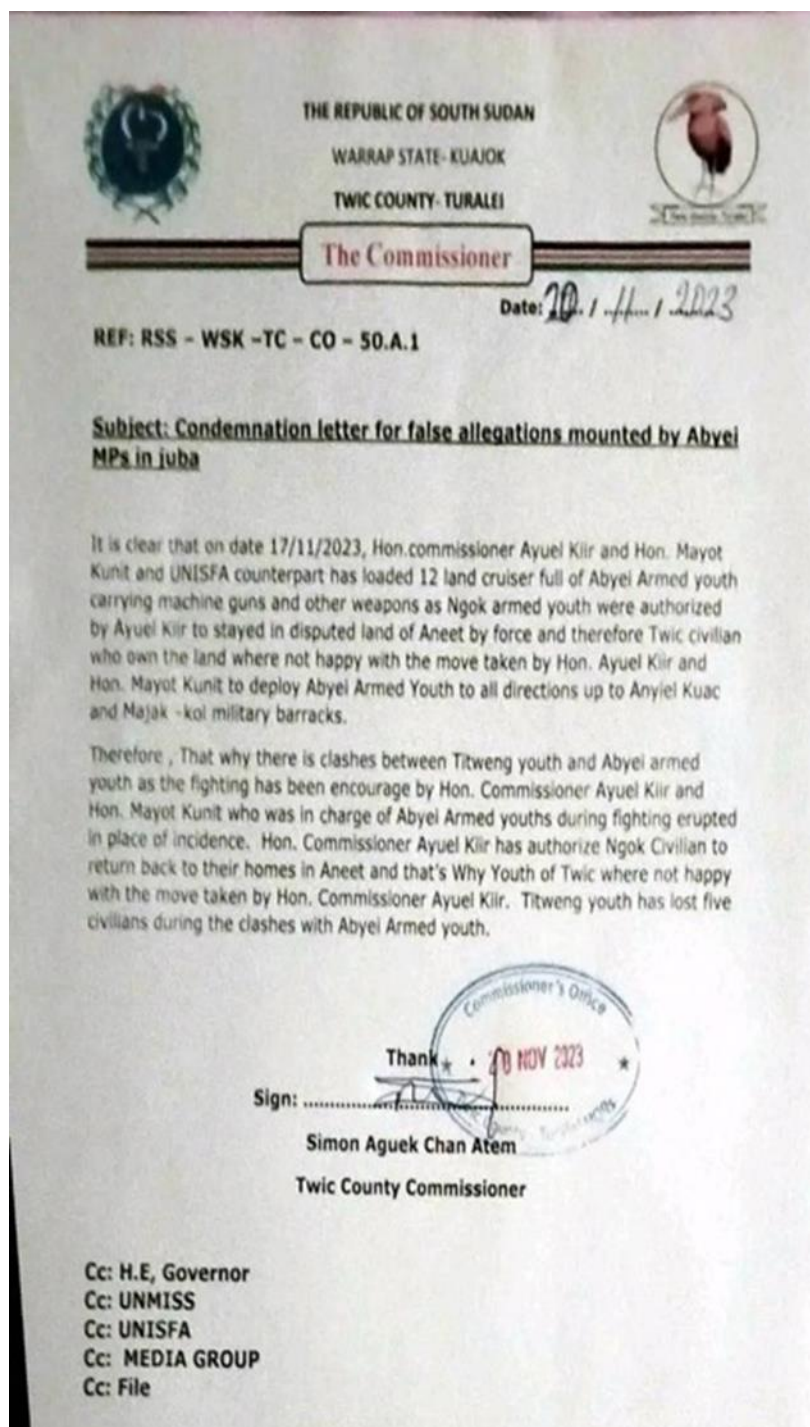 THE REPUBLIC OF SOUTH SUDAN
WARRAP STATE- KUAJOK
TWIC COUNTY- TURALEI
The Commissioner
Date: 20. / 11 / 2023
REF: RSS – WSK –TC – CO – 50.A.1
Subject: Condemnation letter for false allegations mounted by Abyei
MPs in juba
It is clear that on date 17/11/2023, Hon.commissioner Ayuel Kiir and Hon. Mayot
Kunit and UNISFA counterpart has loaded 12 land cruiser full of Abyei Armed youth
carrying machine guns and other weapons as Ngok armed youth were authorized
by Ayuel Kiir to stayed in disputed land of Aneet by force and therefore Twic civilian
who own the land where not happy with the move taken by Hon. Ayuel Kiir and
Hon. Mayot Kunit to deploy Abyei Armed Youth to all directions up to Anyiel Kuac
and Majak -kol military barracks.
Therefore , That why there is clashes between Titweng youth and Abyei armed
youth as the fighting has been encourage by Hon. Commissioner Ayuel Kiir and
Hon. Mayot Kunit who was in charge of Abyei Armed youths during fighting erupted
in place of incidence. Hon. Commissioner Ayuel Kiir has authorize Ngok Civilian to
return back to their homes in Aneet and that's Why Youth of Twic where not happy
with the move taken by Hon. Commissioner Ayuel Kiir. Titweng youth has lost five
civilians during the clashes with Abyei Armed youth.
Commissioner's Office
Thank
20 NOV 2023
Sign: ........................................
County - Turalei
Simon Aguek Chan Atem
Twic County Commissioner
Cc: H.E, Governor
Cc: UNMISS
Cc: UNISFA
Cc: MEDIA GROUP
Cc: File